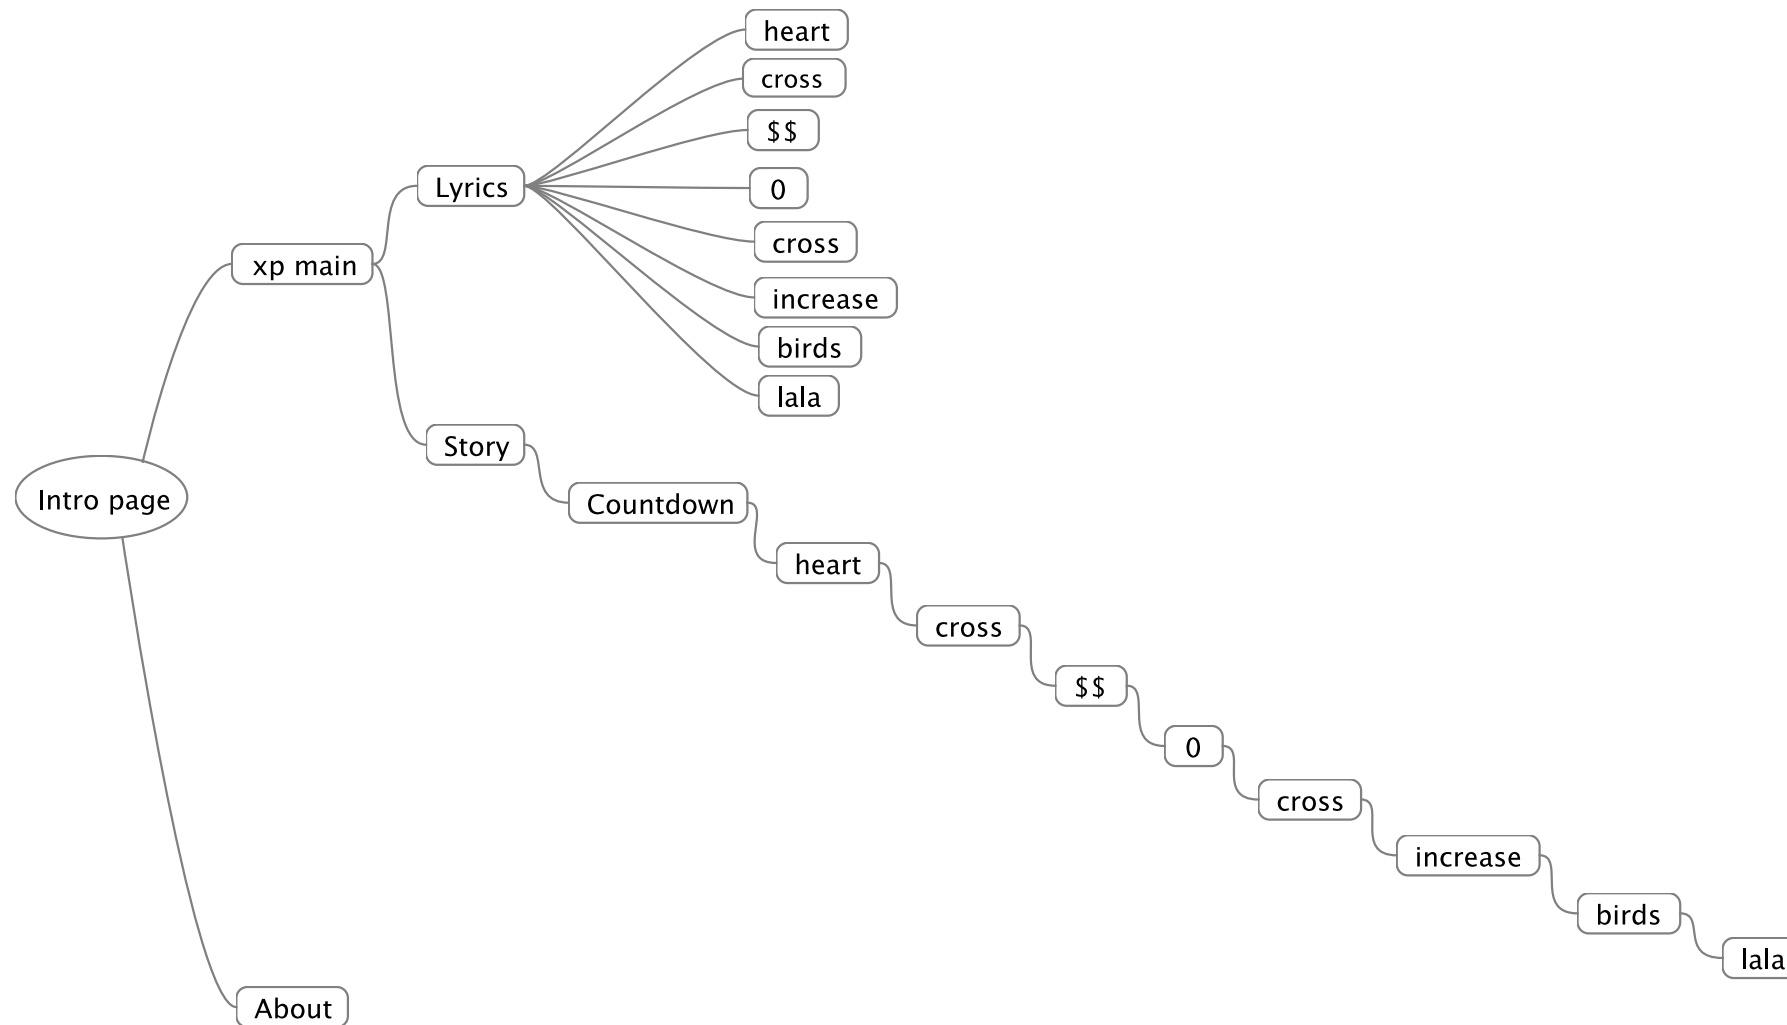 heart
cross
$$
0
cross
increase
birds
lala
Lyrics
xp main
Story
Intro page
Countdown
heart
cross
$$
0
cross
increase
birds
lala
About